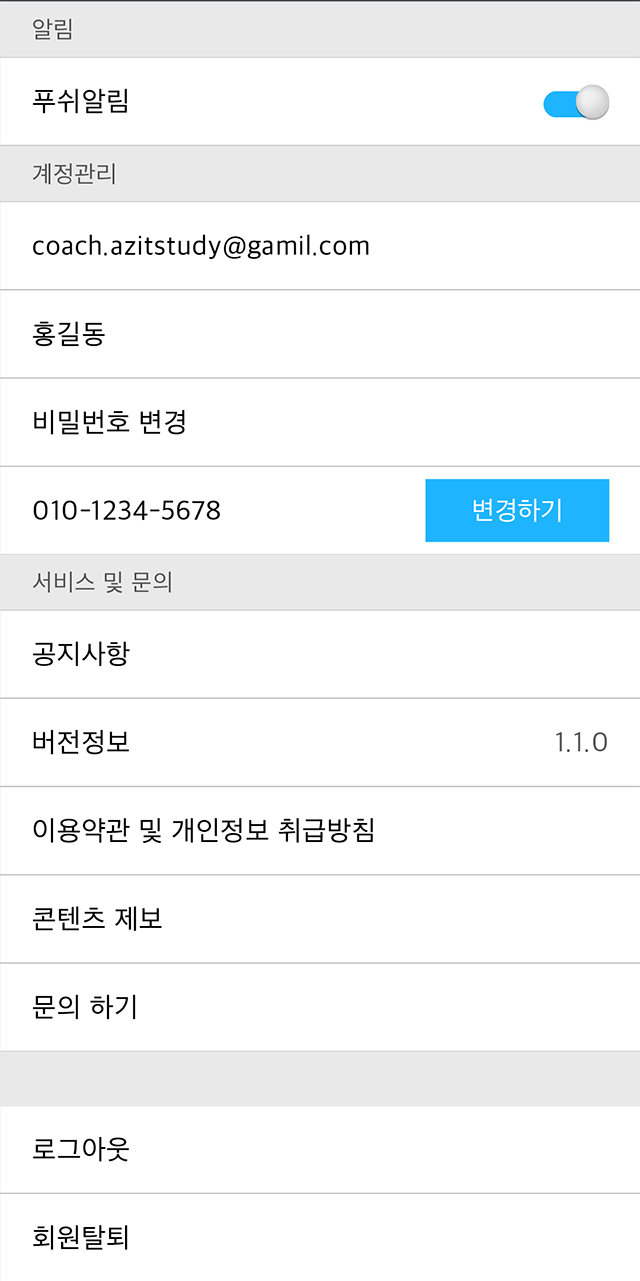 알림
푸쉬알림
계정관리
coach.azitstudy@gamil.com
홍길동
비밀번호 변경
010-1234-5678 변경하기
서비스 및 문의
공지사항
버전정보 1.1.0
이용약관 및 개인정보 취급방침
콘텐츠 제보
문의 하기
로그아웃
회원탈퇴